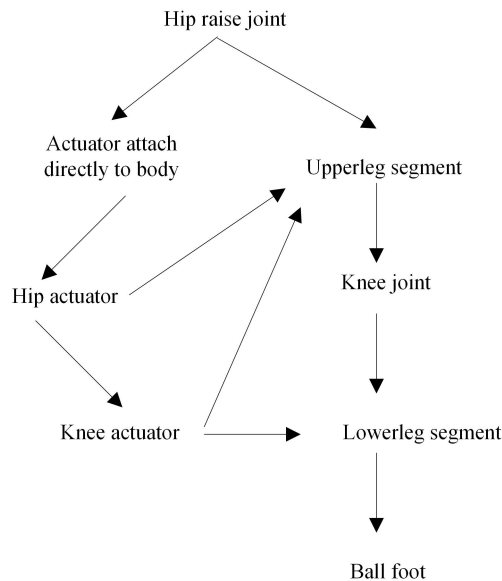 Hip raise joint
Actuator attach
directly to body
Upperleg segment
Hip actuator
Knee joint
Knee actuator
Lowerleg segment
Ball foot